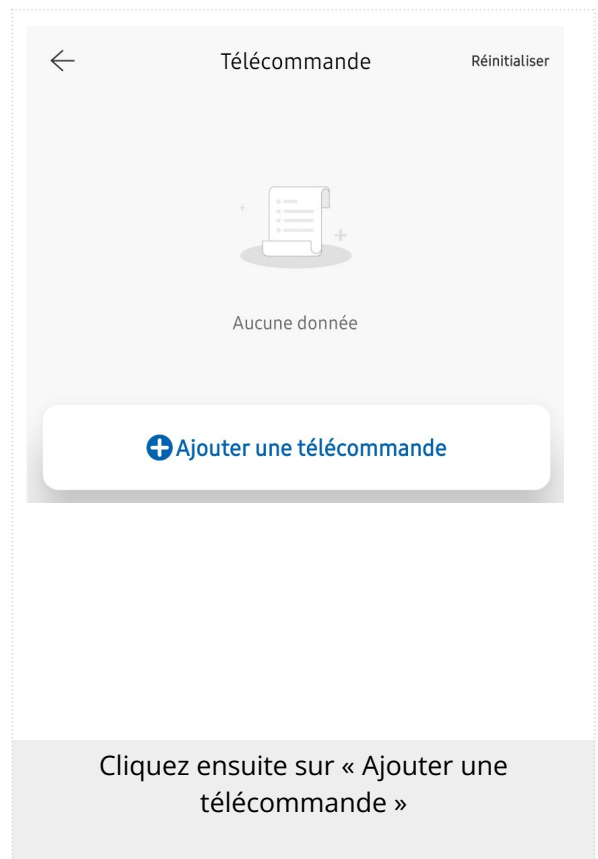 Télécommande Réinitialiser
Aucune donnée
Ajouter une télécommande
Cliquez ensuite sur « Ajouter une
télécommande »